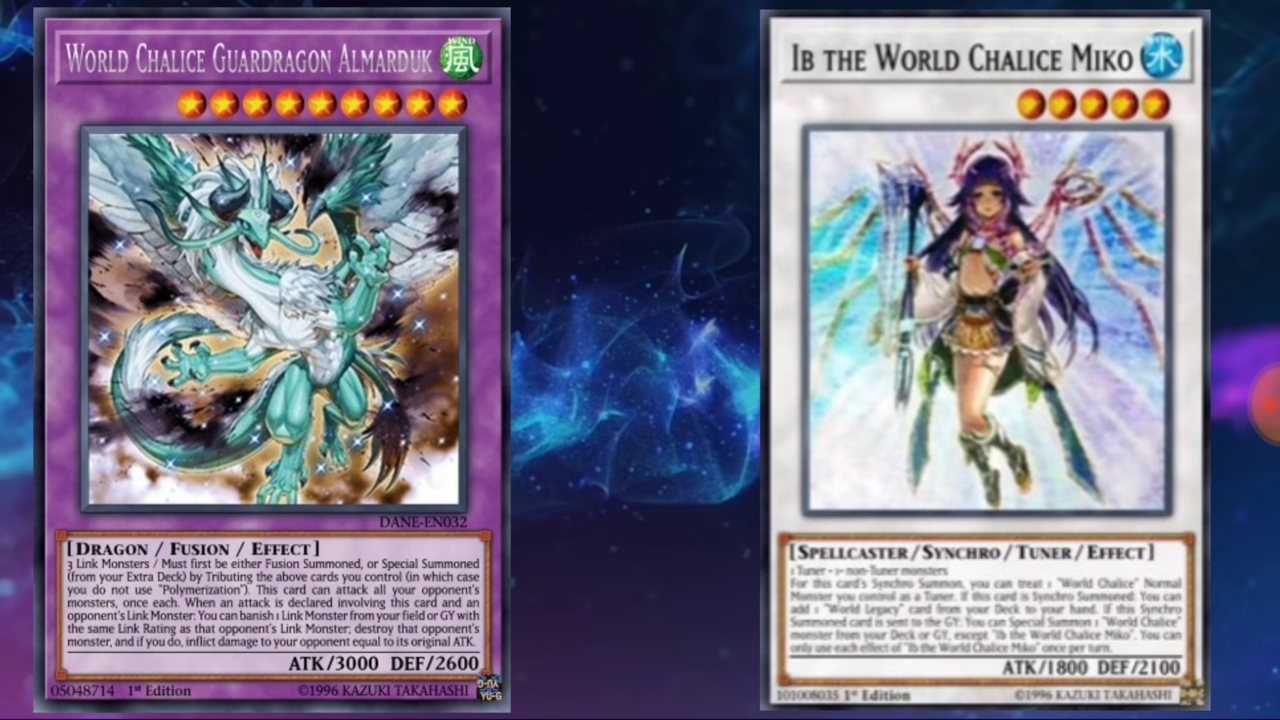 WORLD CHALICE GUARDRAGON ALMARDUK
WIND
風
DANE-EN032
[DRAGON / FUSION / EFFECT]
3 Link Monsters / Must first be either Fusion Summoned, or Special Summoned
(from your Extra Deck) by Tributing the above cards you control (in which case
you do not use "Polymerization"). This card can attack all your opponent's
monsters, once each. When an attack is declared involving this card and an
opponent's Link Monster: You can banish 1 Link Monster from your field or GY with
the same Link Rating as that opponent's Link Monster; destroy that opponent's
monster, and if you do, inflict damage to your opponent equal to its original ATK.
ATK/3000 DEF/2600
05048714 1st Edition ©1996 KAZUKI TAKAHASHI
IB THE WORLD CHALICE MIKO
水
[SPELLCASTER/SYNCHRO/TUNER/EFFECT]
1 Tuner + 1+ non-Tuner monsters
For this card's Synchro Summon, you can treat 1 "World Chalice" Normal
Monster you control as a Tuner. If this card is Synchro Summoned: You can
add 1 "World Legacy" card from your Deck to your hand. If this Synchro
Summoned card is sent to the GY: You can Special Summon 1 "World Chalice"
monster from your Deck or GY, except "Ib the World Chalice Miko". You can
only use each effect of "Ib the World Chalice Miko" once per turn.
ATK/1800 DEF/2100
101008035 1st Edition ©1996 KAZUKI TAKAHASHI